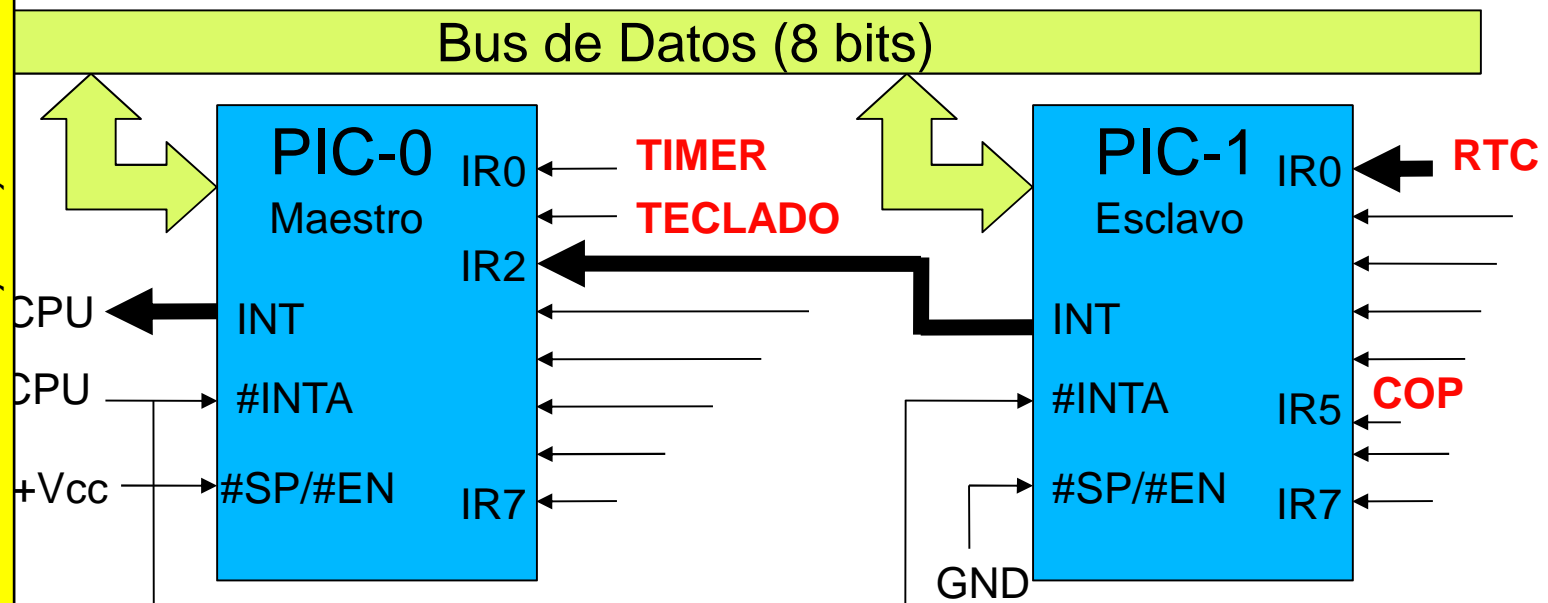 Bus de Datos (8 bits)
PIC-0
Maestro
IR0
TIMER
TECLADO
IR2
CPU
INT
CPU
#INTA
+Vcc
#SP/#EN
IR7
PIC-1
Esclavo
IR0
RTC
INT
#INTA
IR5
COP
#SP/#EN
IR7
GND